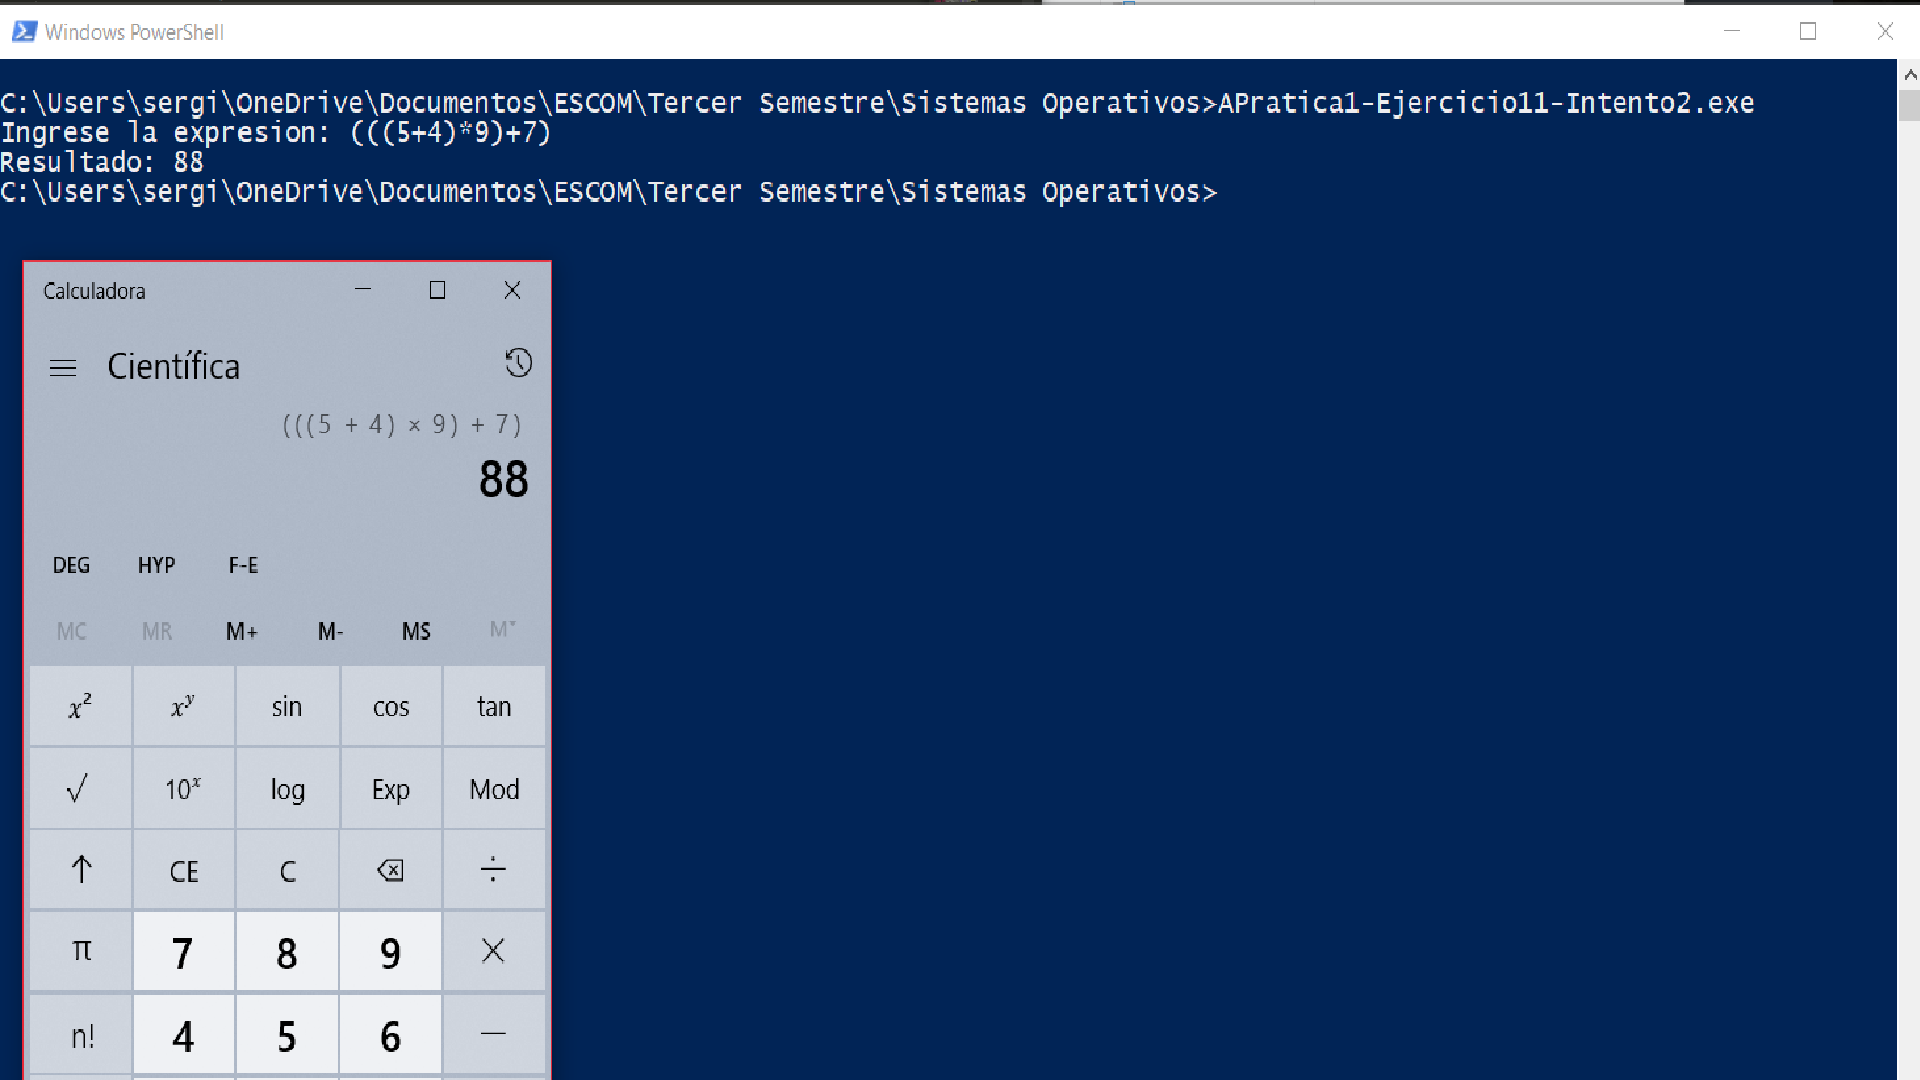 Windows PowerShell
C:\Users\sergi\OneDrive\Documentos\ESCOM\Tercer Semestre\Sistemas Operativos>APratica1-Ejercicio11-Intento2.exe
Ingrese la expresion: (((5+4)*9)+7)
Resultado: 88
C:\Users\sergi\OneDrive\Documentos\ESCOM\Tercer Semestre\Sistemas Operativos>
Calculadora
Científica
(((5 + 4) × 9) + 7)
88
DEG HYP F-E
MC MR M+ M- MS M˅
x² xʸ sin cos tan
√ 10ˣ log Exp Mod
↑ CE C ⌫ ÷
π 7 8 9 ×
n! 4 5 6 −